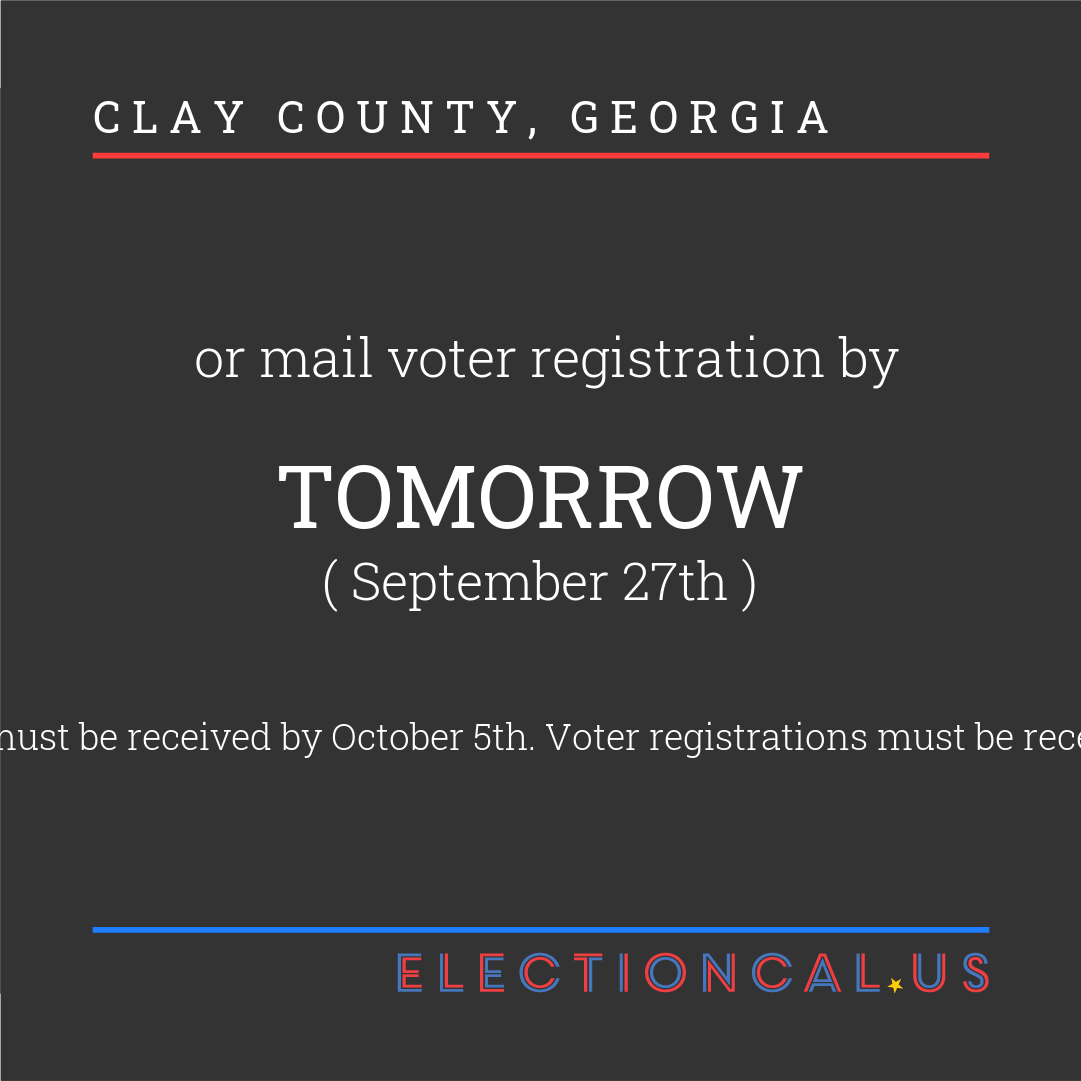 CLAY COUNTY, GEORGIA
or mail voter registration by
TOMORROW
( September 27th )
must be received by October 5th. Voter registrations must be rece
ELECTIONCAL.US